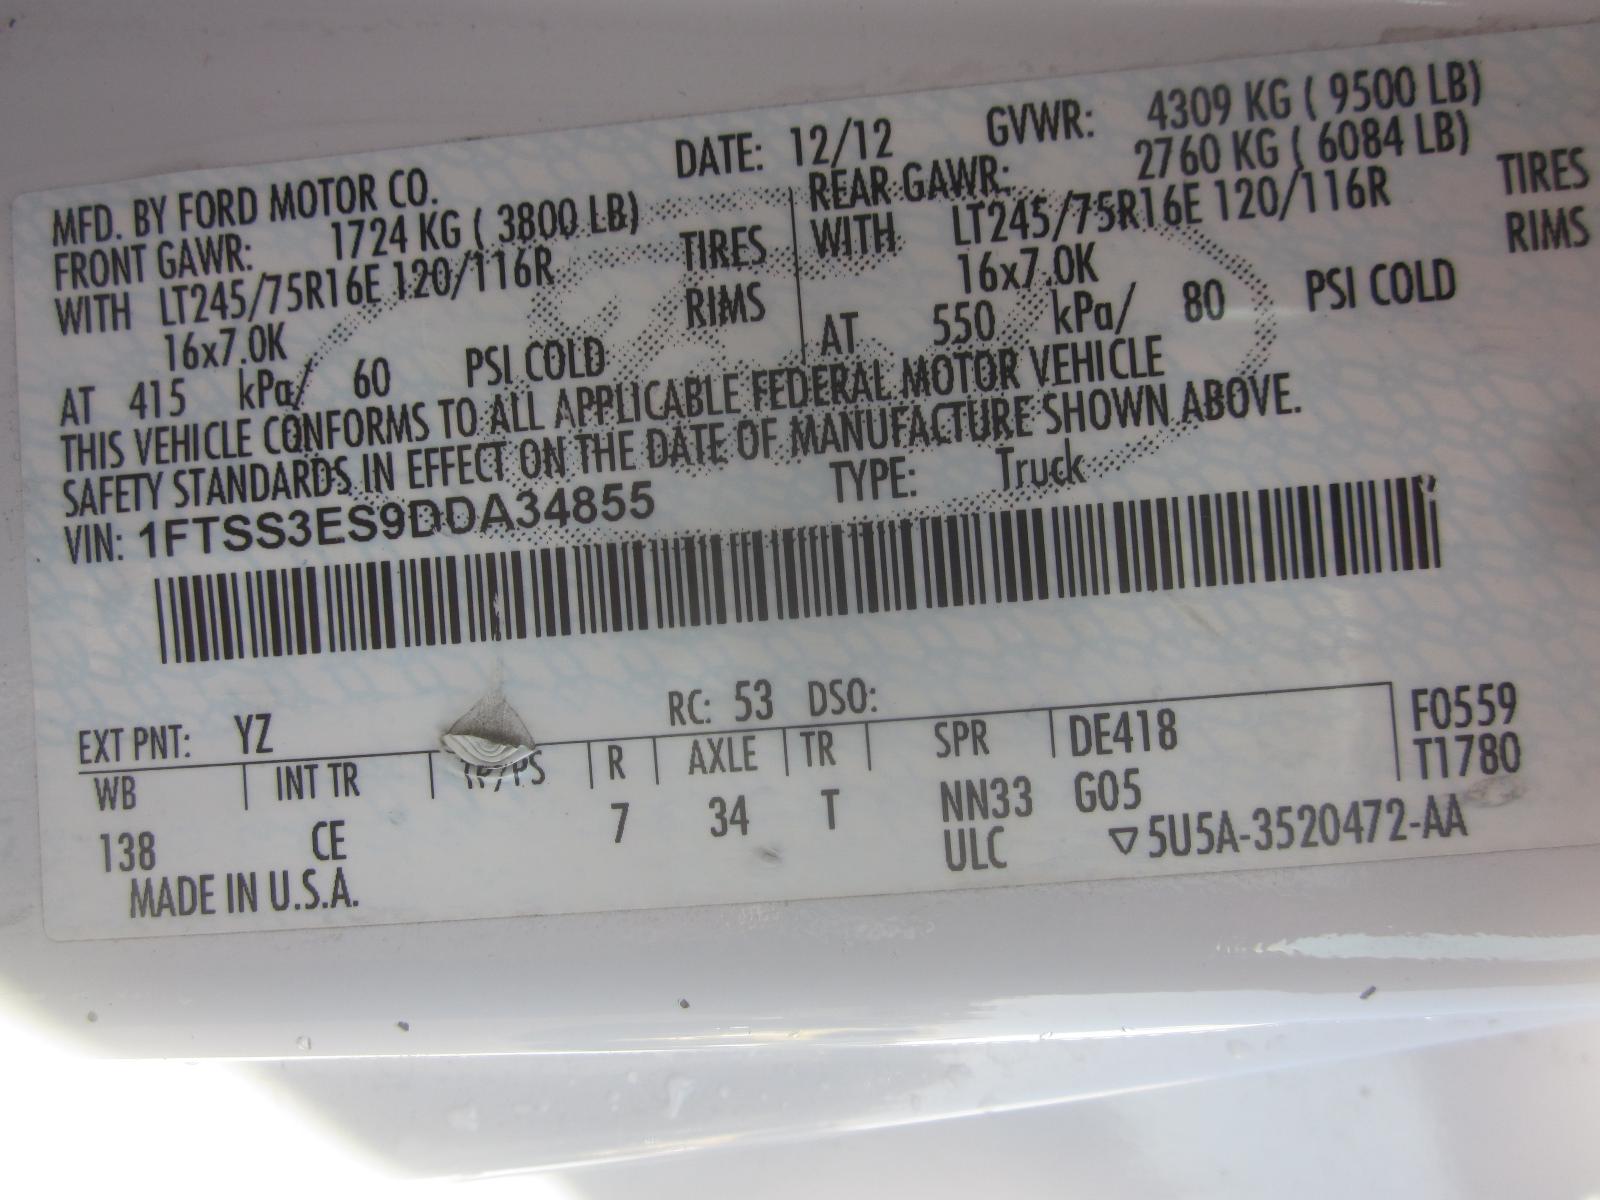 MFD. BY FORD MOTOR CO. DATE: 12/12 GVWR: 4309 KG ( 9500 LB)
FRONT GAWR: 1724 KG ( 3800 LB) REAR GAWR: 2760 KG ( 6084 LB)
WITH LT245/75R16E 120/116R TIRES WITH LT245/75R16E 120/116R TIRES
16x7.0K RIMS 16x7.0K RIMS
AT 415 kPa/ 60 PSI COLD AT 550 kPa/ 80 PSI COLD
THIS VEHICLE CONFORMS TO ALL APPLICABLE FEDERAL MOTOR VEHICLE
SAFETY STANDARDS IN EFFECT ON THE DATE OF MANUFACTURE SHOWN ABOVE.
VIN: 1FTSS3ES9DDA34855 TYPE: Truck
EXT PNT: YZ RC: 53 DSO:
WB INT TR TP/PS R AXLE TR SPR DE418 F0559
T1780
138 CE 7 34 T NN33 G05
ULC ▽5U5A-3520472-AA
MADE IN U.S.A.